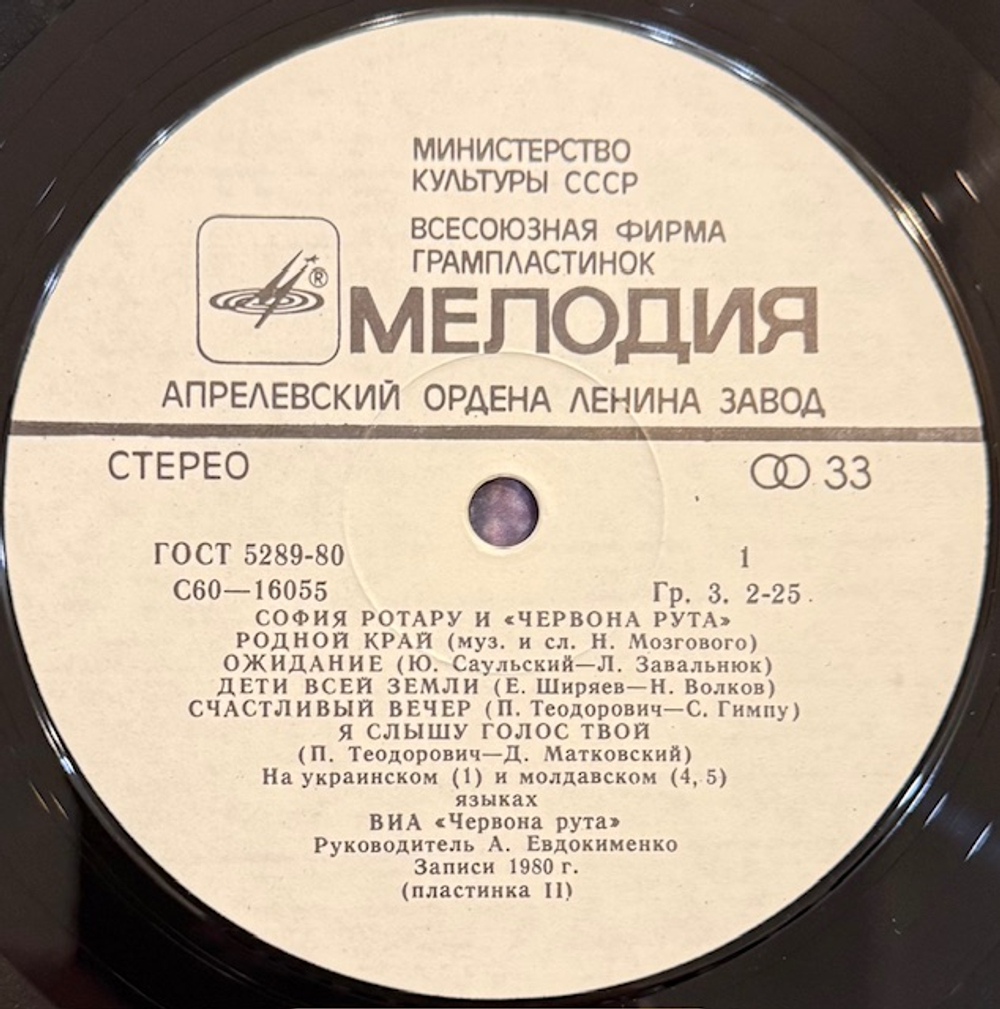 МИНИСТЕРСТВО
КУЛЬТУРЫ СССР
ВСЕСОЮЗНАЯ ФИРМА
ГРАМПЛАСТИНОК
®
МЕЛОДИЯ
АПРЕЛЕВСКИЙ ОРДЕНА ЛЕНИНА ЗАВОД
СТЕРЕО 33
ГОСТ 5289-80 1
С60—16055 Гр. 3. 2-25
СОФИЯ РОТАРУ И «ЧЕРВОНА РУТА»
РОДНОЙ КРАЙ (муз. и сл. Н. Мозгового)
ОЖИДАНИЕ (Ю. Саульский—Л. Завальнюк)
ДЕТИ ВСЕЙ ЗЕМЛИ (Е. Ширяев—Н. Волков)
СЧАСТЛИВЫЙ ВЕЧЕР (П. Теодорович—С. Гимпу)
Я СЛЫШУ ГОЛОС ТВОЙ
(П. Теодорович—Д. Матковский)
На украинском (1) и молдавском (4, 5)
языках
ВИА «Червона рута»
Руководитель А. Евдокименко
Записи 1980 г.
(пластинка II)